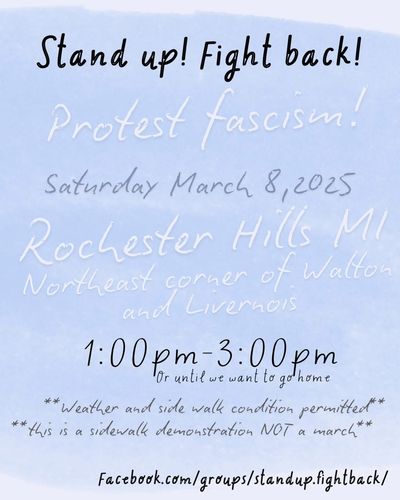 Stand up! Fight back!
Protest fascism!
Saturday March 8, 2025
Rochester Hills MI
Northeast corner of Walton
and Livernois
1:00pm-3:00pm
Or until we want to go home
**Weather and side walk condition permitted**
**this is a sidewalk demonstration NOT a march**
Facebook.com/groups/standup.fightback/